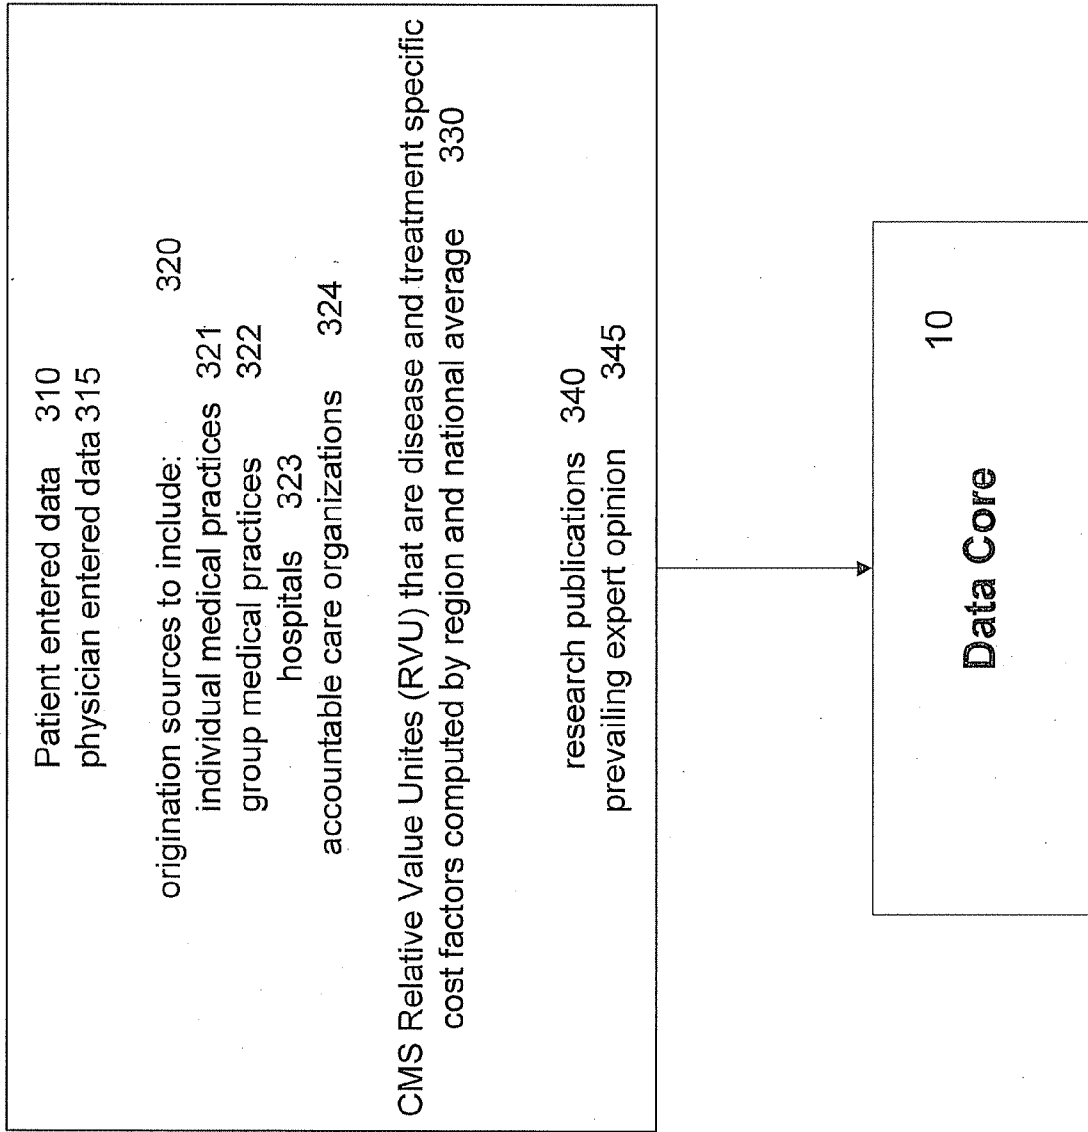 Patient entered data 310
physician entered data 315
origination sources to include: 320
individual medical practices 321
group medical practices 322
hospitals 323
accountable care organizations 324
CMS Relative Value Unites (RVU) that are disease and treatment specific
cost factors computed by region and national average 330
research publications 340
prevailing expert opinion 345
10
Data Core